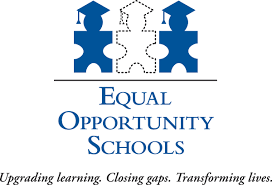 EQUAL
OPPORTUNITY
SCHOOLS
Upgrading learning. Closing gaps. Transforming lives.